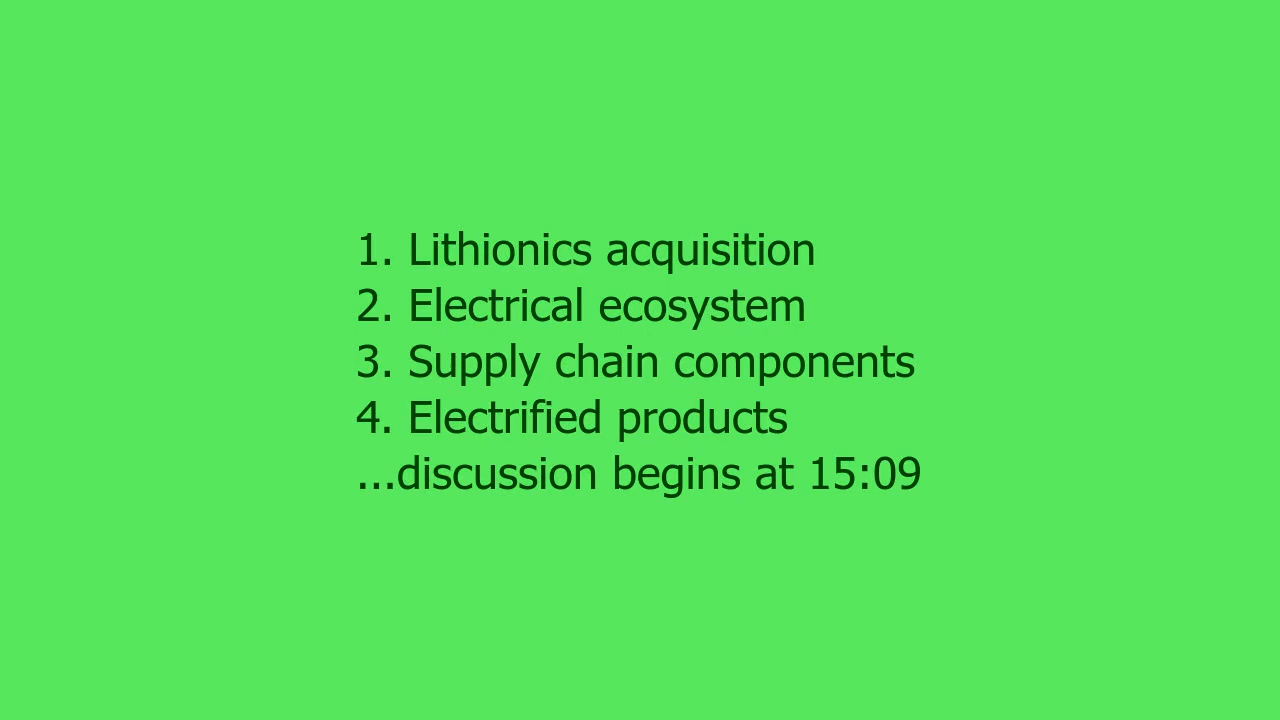 1. Lithionics acquisition
2. Electrical ecosystem
3. Supply chain components
4. Electrified products
...discussion begins at 15:09